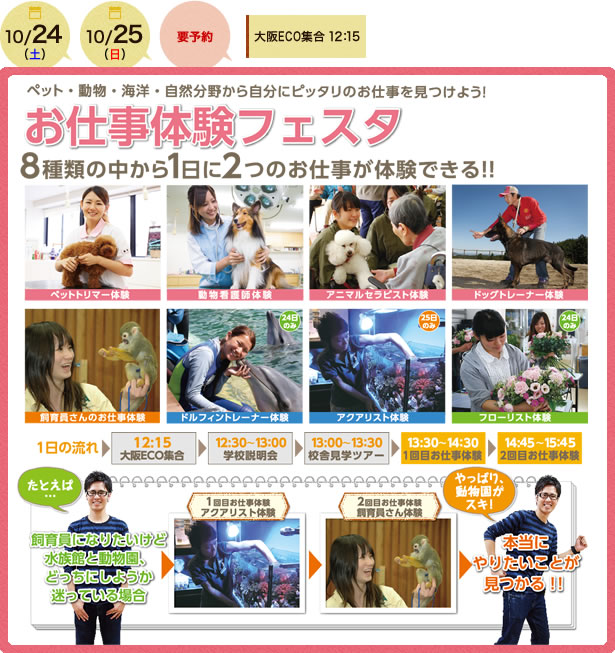 10/24
（土）
10/25
（日）
要予約
大阪ECO集合 12:15
ペット・動物・海洋・自然分野から自分にピッタリのお仕事を見つけよう!
お仕事体験フェスタ
8種類の中から1日に2つのお仕事が体験できる!!
ペットトリマー体験
動物看護師体験
アニマルセラピスト体験
ドッグトレーナー体験
飼育員さんのお仕事体験
24日
のみ
ドルフィントレーナー体験
25日
のみ
アクアリスト体験
24日
のみ
フローリスト体験
1日の流れ
12:15
大阪ECO集合
12:30~13:00
学校説明会
13:00~13:30
校舎見学ツアー
13:30~14:30
1回目お仕事体験
14:45~15:45
2回目お仕事体験
たとえば
…
飼育員になりたいけど
水族館と動物園、
どっちにしようか
迷っている場合
1回目お仕事体験
アクアリスト体験
2回目お仕事体験
飼育員さん体験
やっぱり、
動物園が
スキ!
本当に
やりたいことが
見つかる!!